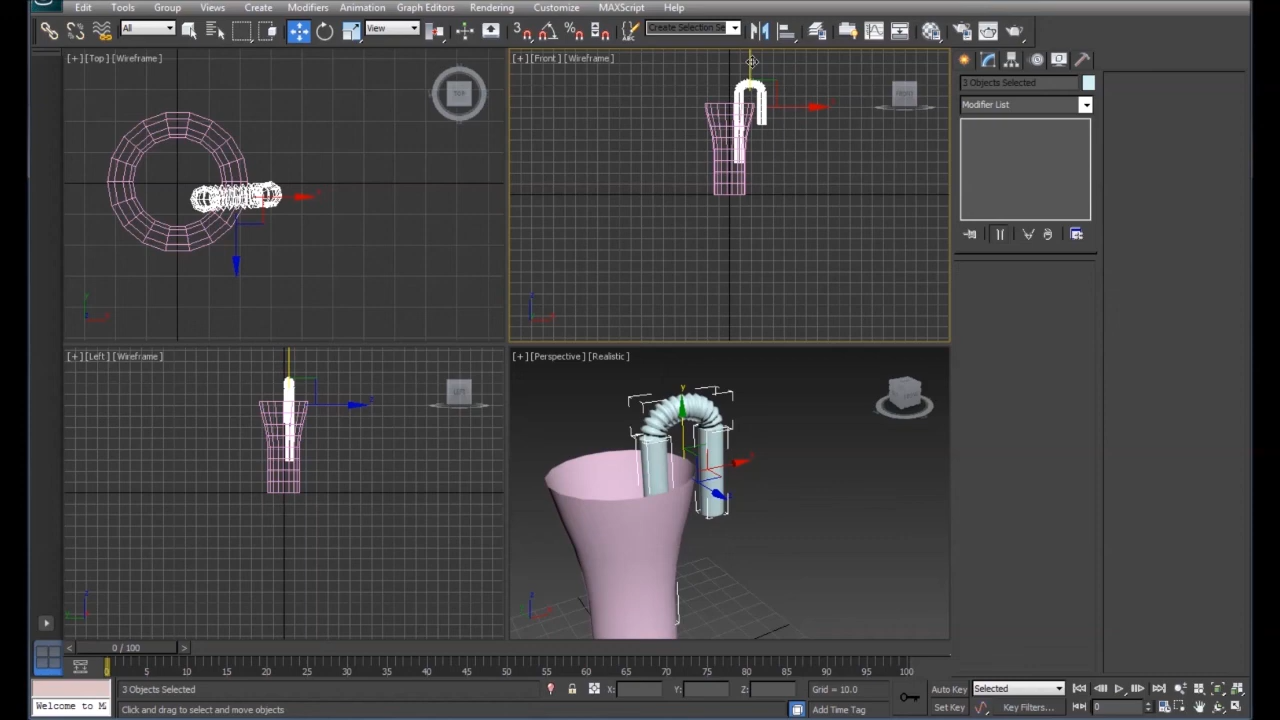 Edit Tools Group Views Create Modifiers Animation Graph Editors Rendering Customize MAXScript Help
All View Create Selection Se
[+][Top][Wireframe] [+][Front][Wireframe]
TOP FRONT
3 Objects Selected
Modifier List
[+][Left][Wireframe] [+][Perspective][Realistic]
LEFT
0 / 100
0 5 10 15 20 25 30 35 40 45 50 55 60 65 70 75 80 85 90 95 100
3 Objects Selected X: Y: Z: Grid = 10.0 Auto Key Selected
Welcome to M Click and drag to select and move objects Add Time Tag Set Key Key Filters... 0